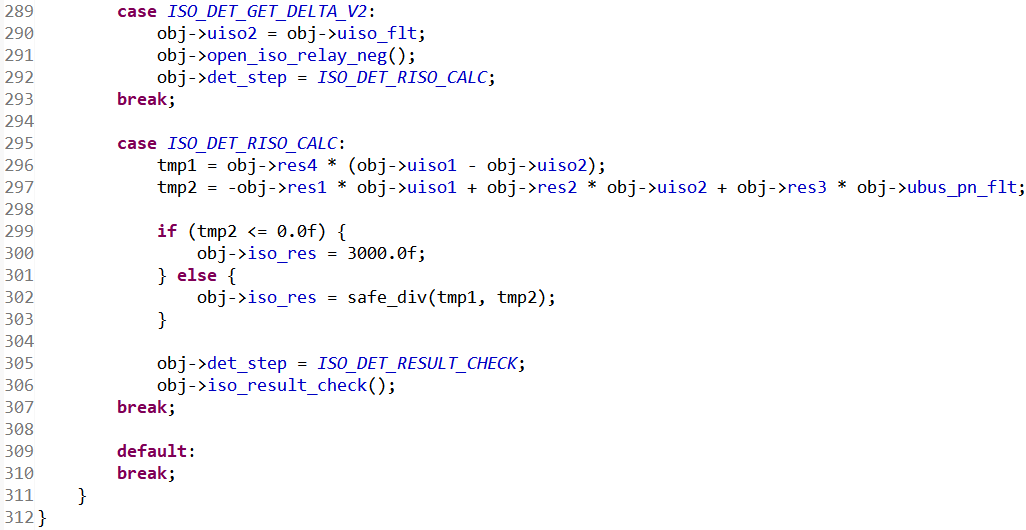 289         case ISO_DET_GET_DELTA_V2:
290             obj->uiso2 = obj->uiso_flt;
291             obj->open_iso_relay_neg();
292             obj->det_step = ISO_DET_RISO_CALC;
293         break;
294
295         case ISO_DET_RISO_CALC:
296             tmp1 = obj->res4 * (obj->uiso1 - obj->uiso2);
297             tmp2 = -obj->res1 * obj->uiso1 + obj->res2 * obj->uiso2 + obj->res3 * obj->ubus_pn_flt;
298
299             if (tmp2 <= 0.0f) {
300                 obj->iso_res = 3000.0f;
301             } else {
302                 obj->iso_res = safe_div(tmp1, tmp2);
303             }
304
305             obj->det_step = ISO_DET_RESULT_CHECK;
306             obj->iso_result_check();
307         break;
308
309         default:
310         break;
311     }
312 }